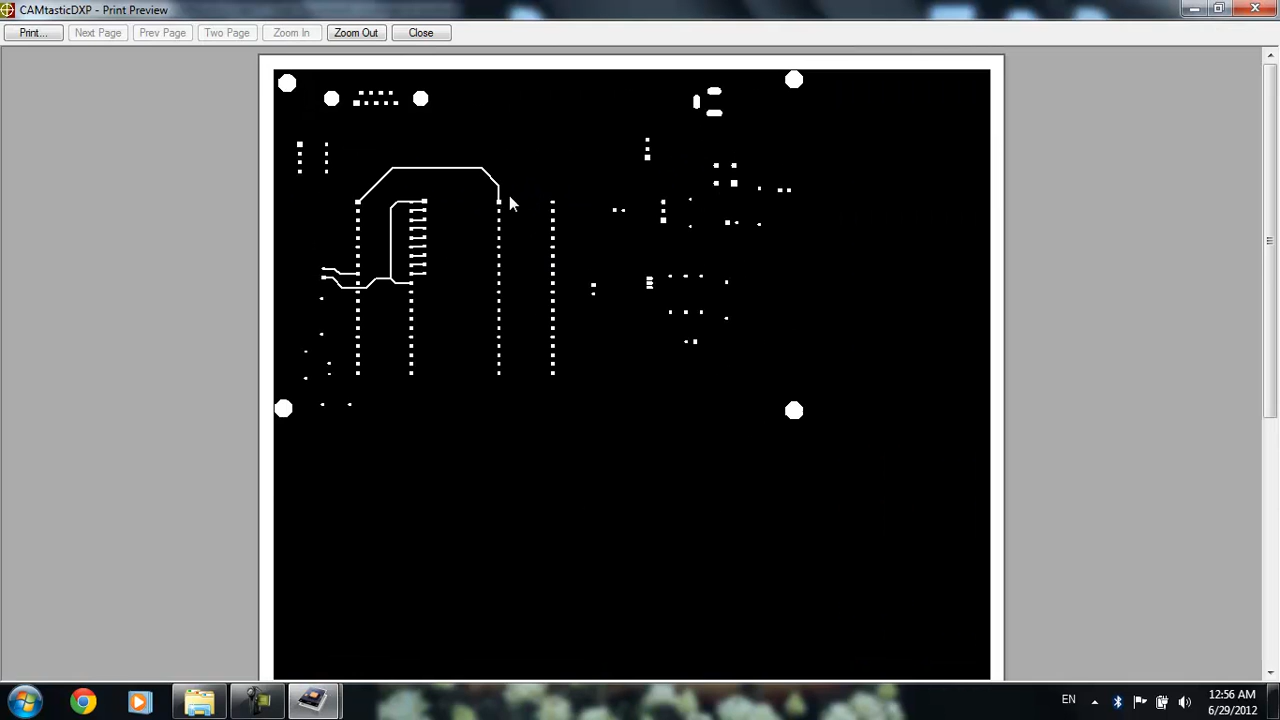 CAMtasticDXP - Print Preview
Print... Next Page Prev Page Two Page Zoom In Zoom Out Close
EN
12:56 AM
6/29/2012